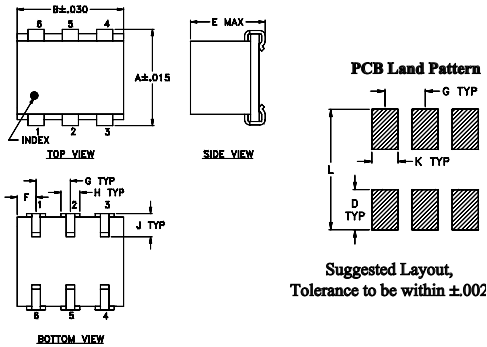 B±.030
6 5 4
A±.015
INDEX
1 2 3
TOP VIEW
E MAX
SIDE VIEW
PCB Land Pattern
G TYP
K TYP
L
D
TYP
Suggested Layout,
Tolerance to be within ±.002
G TYP
H TYP
F
1 2 3
J TYP
6 5 4
BOTTOM VIEW